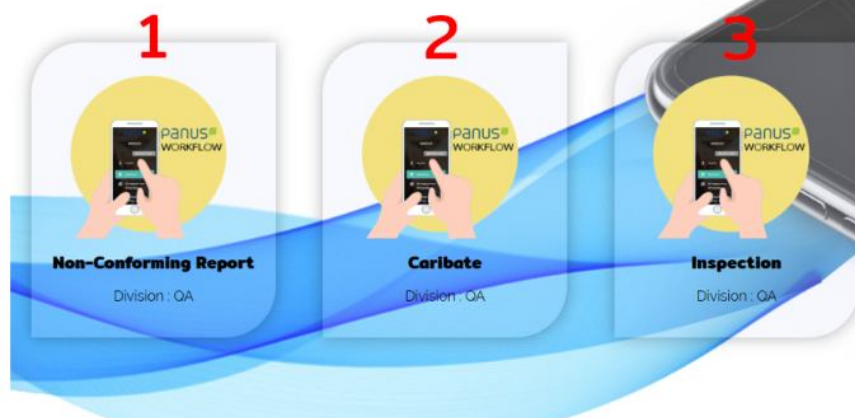 1
panus
WORKFLOW
Non-Conforming Report
Division : QA
2
panus
WORKFLOW
Caribate
Division : QA
3
panus
WORKFLOW
Inspection
Division : QA